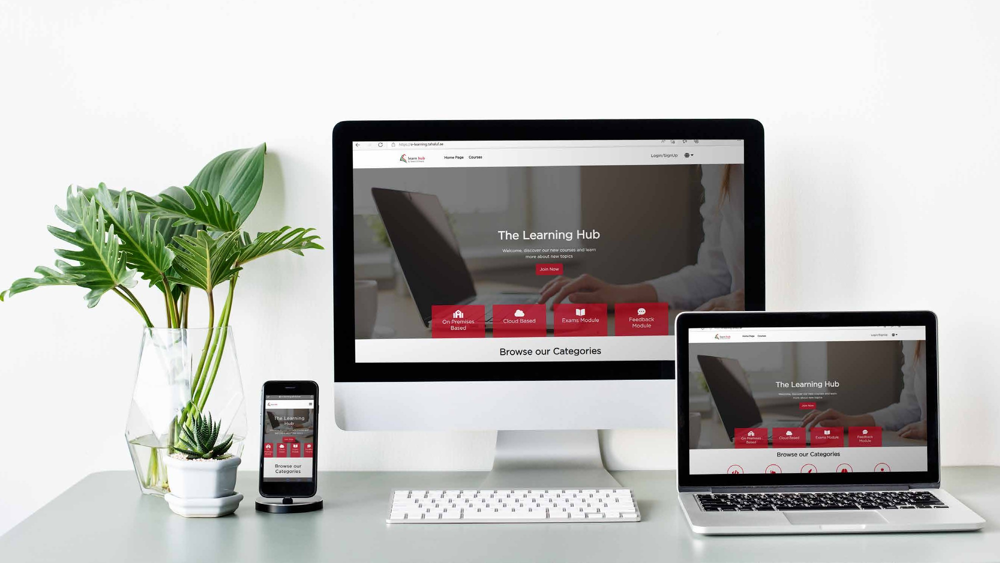 https://e-learning.tahaluf.ae
learn hub
Home Page Courses
Login/SignUp
The Learning Hub
Welcome, discover our new courses and learn
more about new topics
Join Now
On Premises
Based
Cloud Based
Exams Module
Feedback
Module
Browse our Categories
learn hub
Home Page Courses
Login/SignUp
The Learning Hub
Welcome, discover our new courses and learn
more about new topics
Join Now
On Premises
Based
Cloud Based
Exams Module
Feedback
Module
Browse our Categories
The Learning
Hub
Join Now
Browse our
Categories